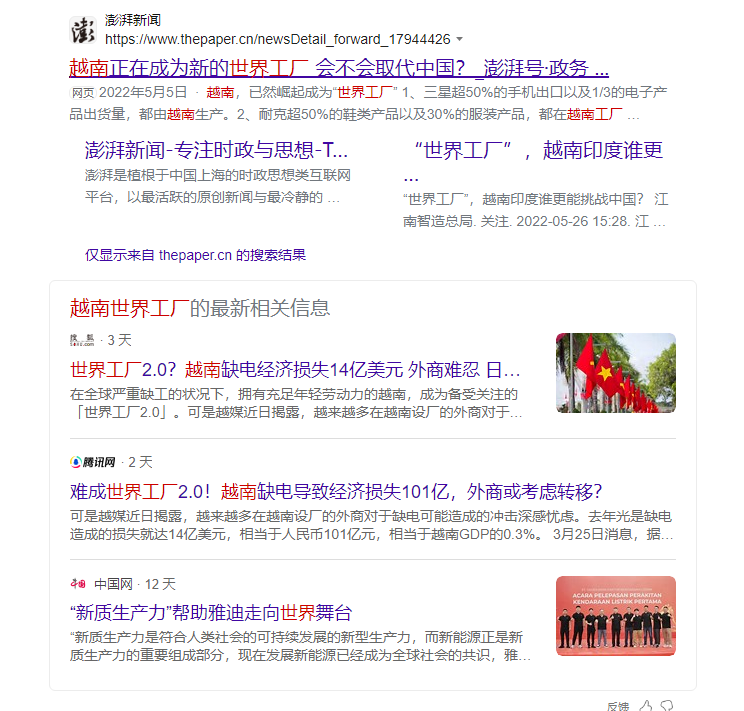 澎湃新闻
https://www.thepaper.cn/newsDetail_forward_17944426
越南正在成为新的世界工厂 会不会取代中国？_澎湃号·政务 ...
网页 2022年5月5日 · 越南，已然崛起成为“世界工厂” 1、三星超50%的手机出口以及1/3的电子产
品出货量，都由越南生产。2、耐克超50%的鞋类产品以及30%的服装产品，都在越南工厂 …
澎湃新闻-专注时政与思想-T...
澎湃是植根于中国上海的时政思想类互联网
平台，以最活跃的原创新闻与最冷静的 …
“世界工厂”，越南印度谁更
...
“世界工厂”，越南印度谁更能挑战中国？ 江
南智造总局. 关注. 2022-05-26 15:28. 江 …
仅显示来自 thepaper.cn 的搜索结果
越南世界工厂的最新相关信息
搜狐 · 3 天
世界工厂2.0？越南缺电经济损失14亿美元 外商难忍 日…
在全球严重缺工的状况下，拥有充足年轻劳动力的越南，成为备受关注的
「世界工厂2.0」。可是越媒近日揭露，越来越多在越南设厂的外商对于…
腾讯网 · 2 天
难成世界工厂2.0！越南缺电导致经济损失101亿，外商或考虑转移？
可是越媒近日揭露，越来越多在越南设厂的外商对于缺电可能造成的冲击深感忧虑。去年光是缺电
造成的损失就达14亿美元，相当于人民币101亿元，相当于越南GDP的0.3%。 3月25日消息，据…
中国网 · 12 天
“新质生产力”帮助雅迪走向世界舞台
“新质生产力是符合人类社会的可持续发展的新型生产力，而新能源正是新
质生产力的重要组成部分，现在发展新能源已经成为全球社会的共识，雅…
ACARA PELEPASAN PERAKITAN
KENDARAAN LISTRIK PERTAMA
反馈